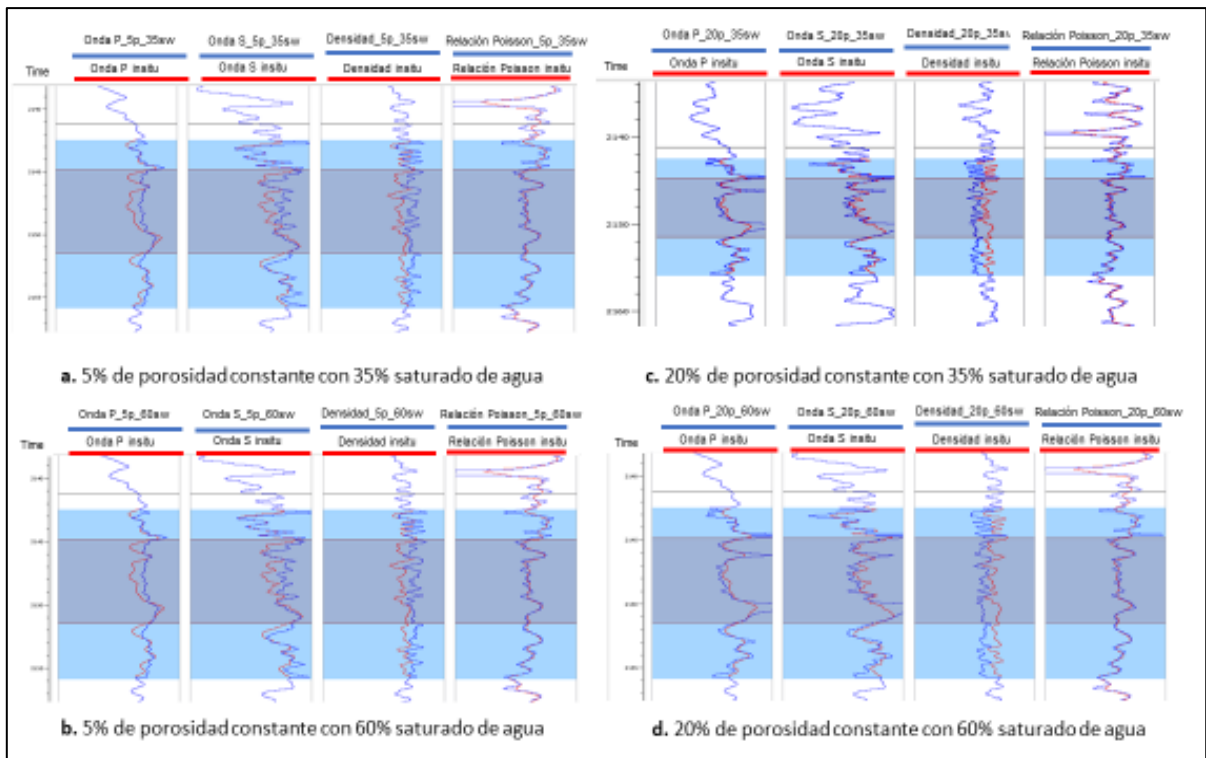 Onda P_5p_35sw Onda S_5p_35sw Densidad_5p_35sw Relación Poisson_5p_35sw
Time Onda P insitu Onda S insitu Densidad insitu Relación Poisson insitu
a. 5% de porosidad constante con 35% saturado de agua
Onda P_20p_35sw Onda S_20p_35sw Densidad_20p_35sw Relación Poisson_20p_35sw
Time Onda P insitu Onda S insitu Densidad insitu Relación Poisson insitu
2140
2150
2160
c. 20% de porosidad constante con 35% saturado de agua
Onda P_5p_60sw Onda S_5p_60sw Densidad_5p_60sw Relación Poisson_5p_60sw
Time Onda P insitu Onda S insitu Densidad insitu Relación Poisson insitu
b. 5% de porosidad constante con 60% saturado de agua
Onda P_20p_60sw Onda S_20p_60sw Densidad_20p_60sw Relación Poisson_20p_60sw
Time Onda P insitu Onda S insitu Densidad insitu Relación Poisson insitu
d. 20% de porosidad constante con 60% saturado de agua